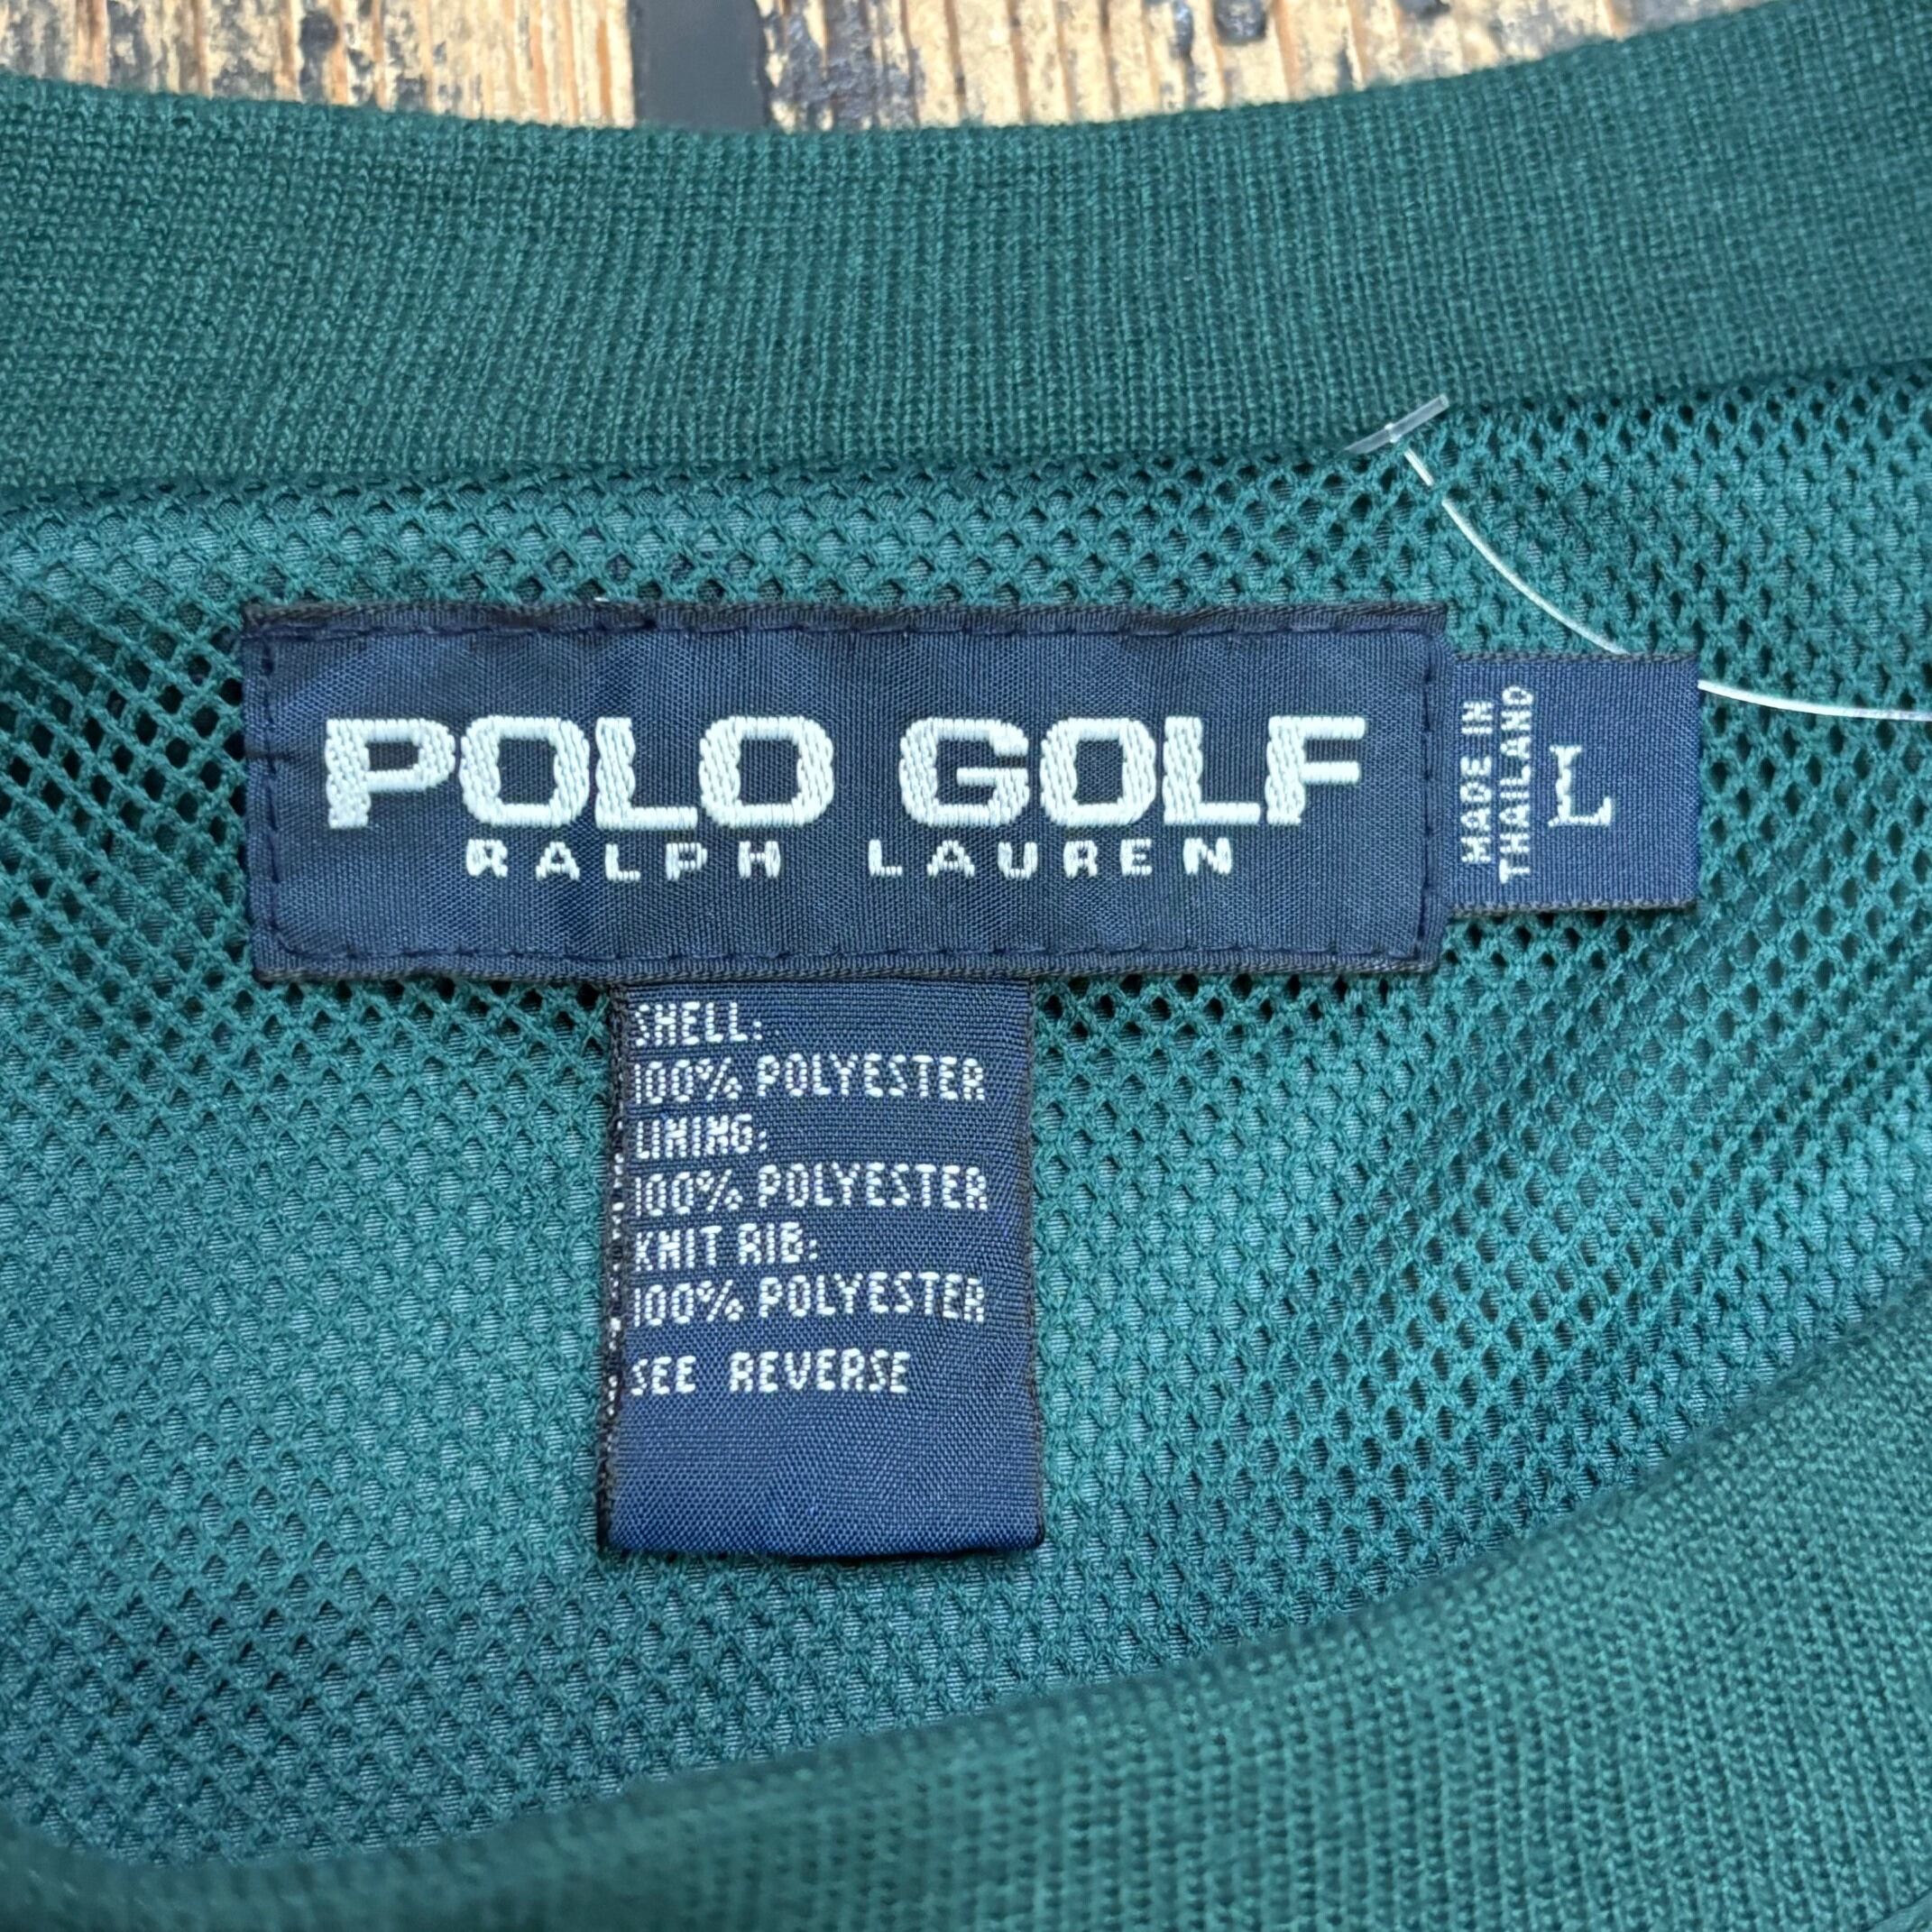 POLO GOLF
RALPH LAUREN
MADE IN
THAILAND
L
SHELL:
100% POLYESTER
LINING:
100% POLYESTER
KNIT RIB:
100% POLYESTER
SEE REVERSE